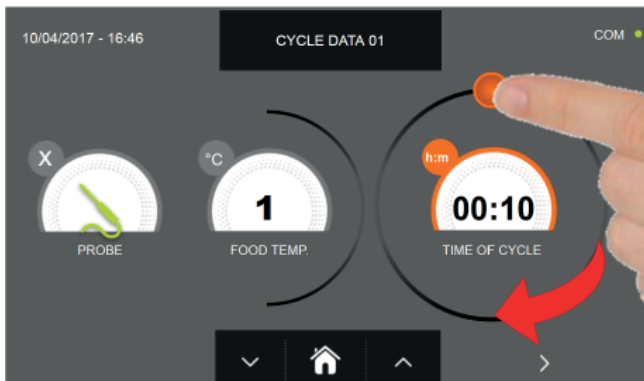 10/04/2017 - 16:46
CYCLE DATA 01
COM
X
°C
h:m
1
00:10
PROBE
FOOD TEMP.
TIME OF CYCLE